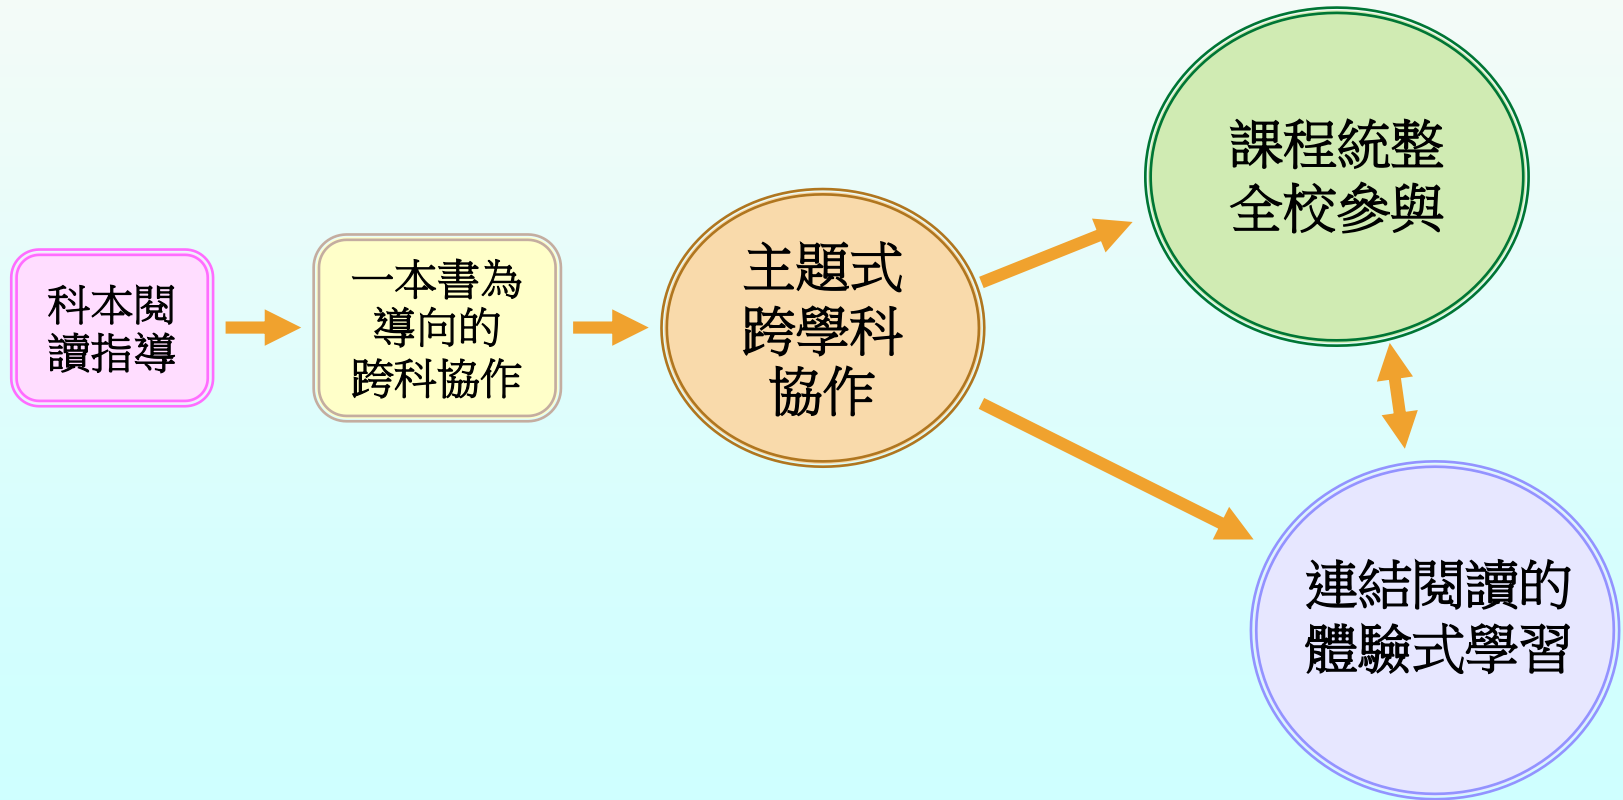 科本閱
讀指導
一本書為
導向的
跨科協作
主題式
跨學科
協作
課程統整
全校參與
連結閱讀的
體驗式學習